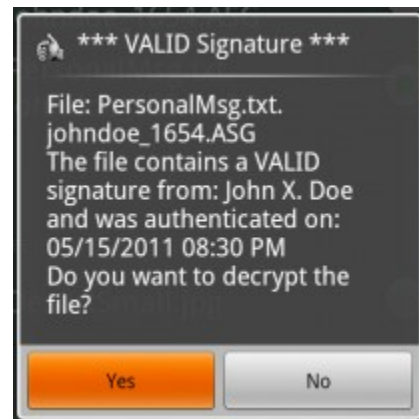 *** VALID Signature ***
File: PersonalMsg.txt.
johndoe_1654.ASG
The file contains a VALID
signature from: John X. Doe
and was authenticated on:
05/15/2011 08:30 PM
Do you want to decrypt the
file?
Yes
No